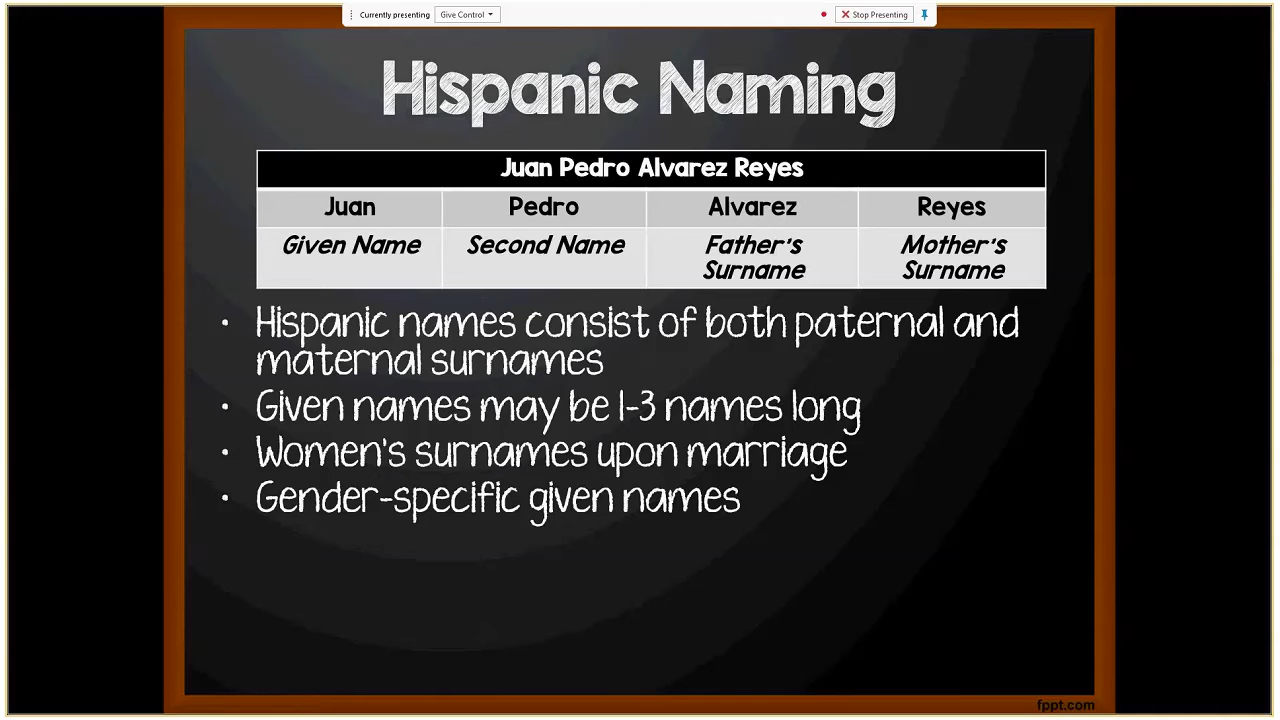 Currently presenting Give Control Stop Presenting
Hispanic Naming
Juan Pedro Alvarez Reyes
Juan Pedro Alvarez Reyes
Given Name Second Name Father's Surname Mother's Surname
• Hispanic names consist of both paternal and
maternal surnames
• Given names may be 1-3 names long
• Women's surnames upon marriage
• Gender-specific given names
fppt.com